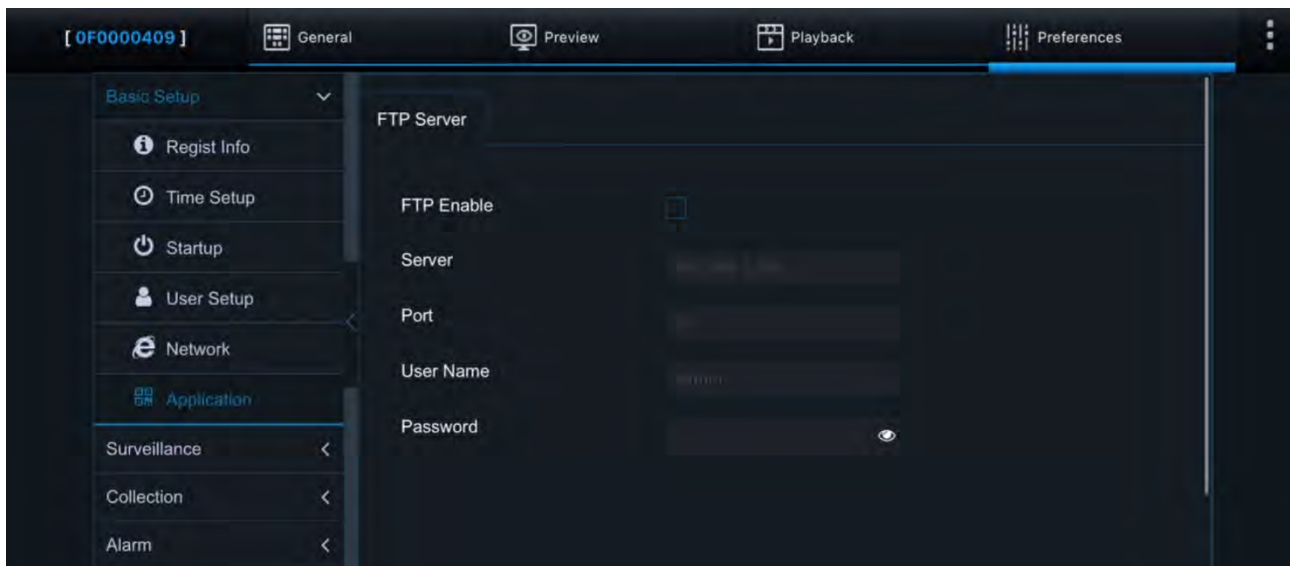 [ 0F0000409 ]
General
Preview
Playback
Preferences
Basic Setup
Regist Info
Time Setup
Startup
User Setup
Network
Application
Surveillance
Collection
Alarm
FTP Server
FTP Enable
Server
Port
User Name
Password